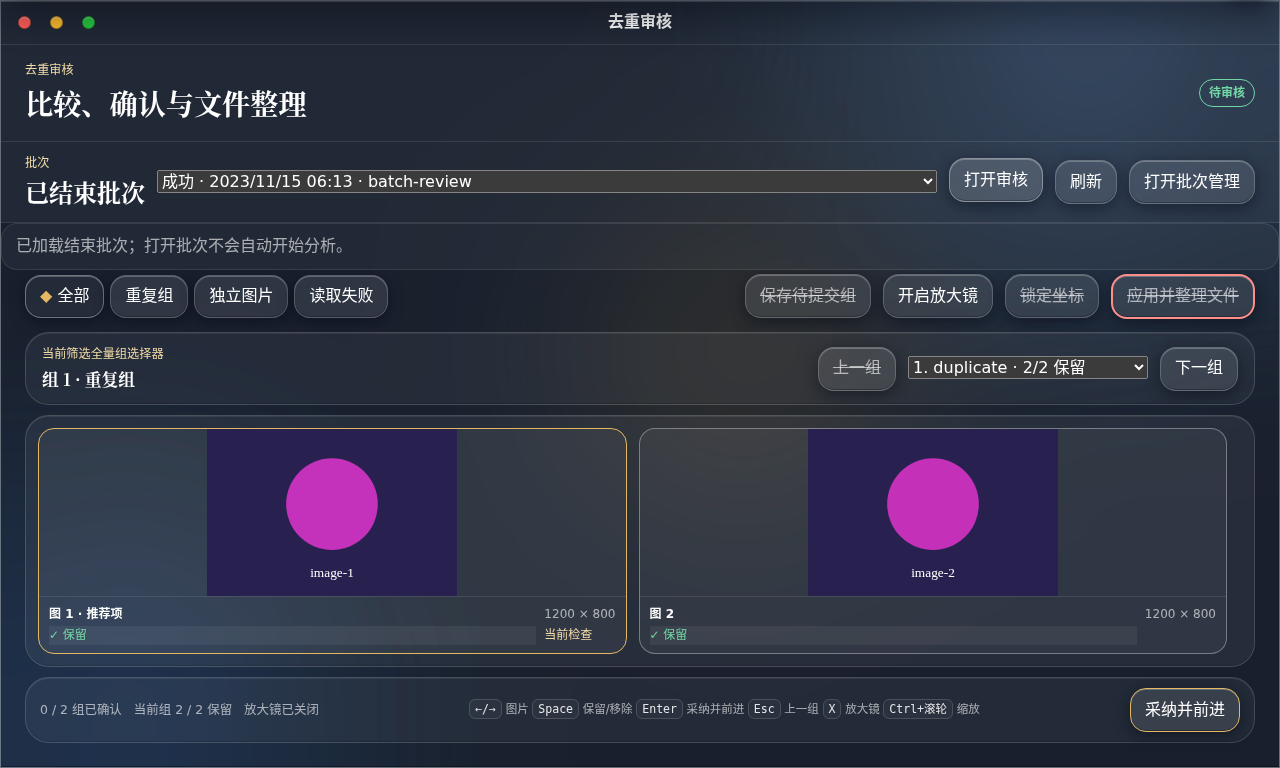 去重审核
去重审核
比较、确认与文件整理
待审核
批次
已结束批次
成功 · 2023/11/15 06:13 · batch-review
打开审核
刷新
打开批次管理
已加载结束批次；打开批次不会自动开始分析。
◆ 全部
重复组
独立图片
读取失败
保存待提交组
开启放大镜
锁定坐标
应用并整理文件
当前筛选全量组选择器
组 1 · 重复组
上一组
1. duplicate · 2/2 保留
下一组
image-1
图 1 · 推荐项
1200 × 800
✓ 保留
当前检查
image-2
图 2
1200 × 800
✓ 保留
0 / 2 组已确认 当前组 2 / 2 保留 放大镜已关闭
←/→ 图片 Space 保留/移除 Enter 采纳并前进 Esc 上一组 X 放大镜 Ctrl+滚轮 缩放
采纳并前进